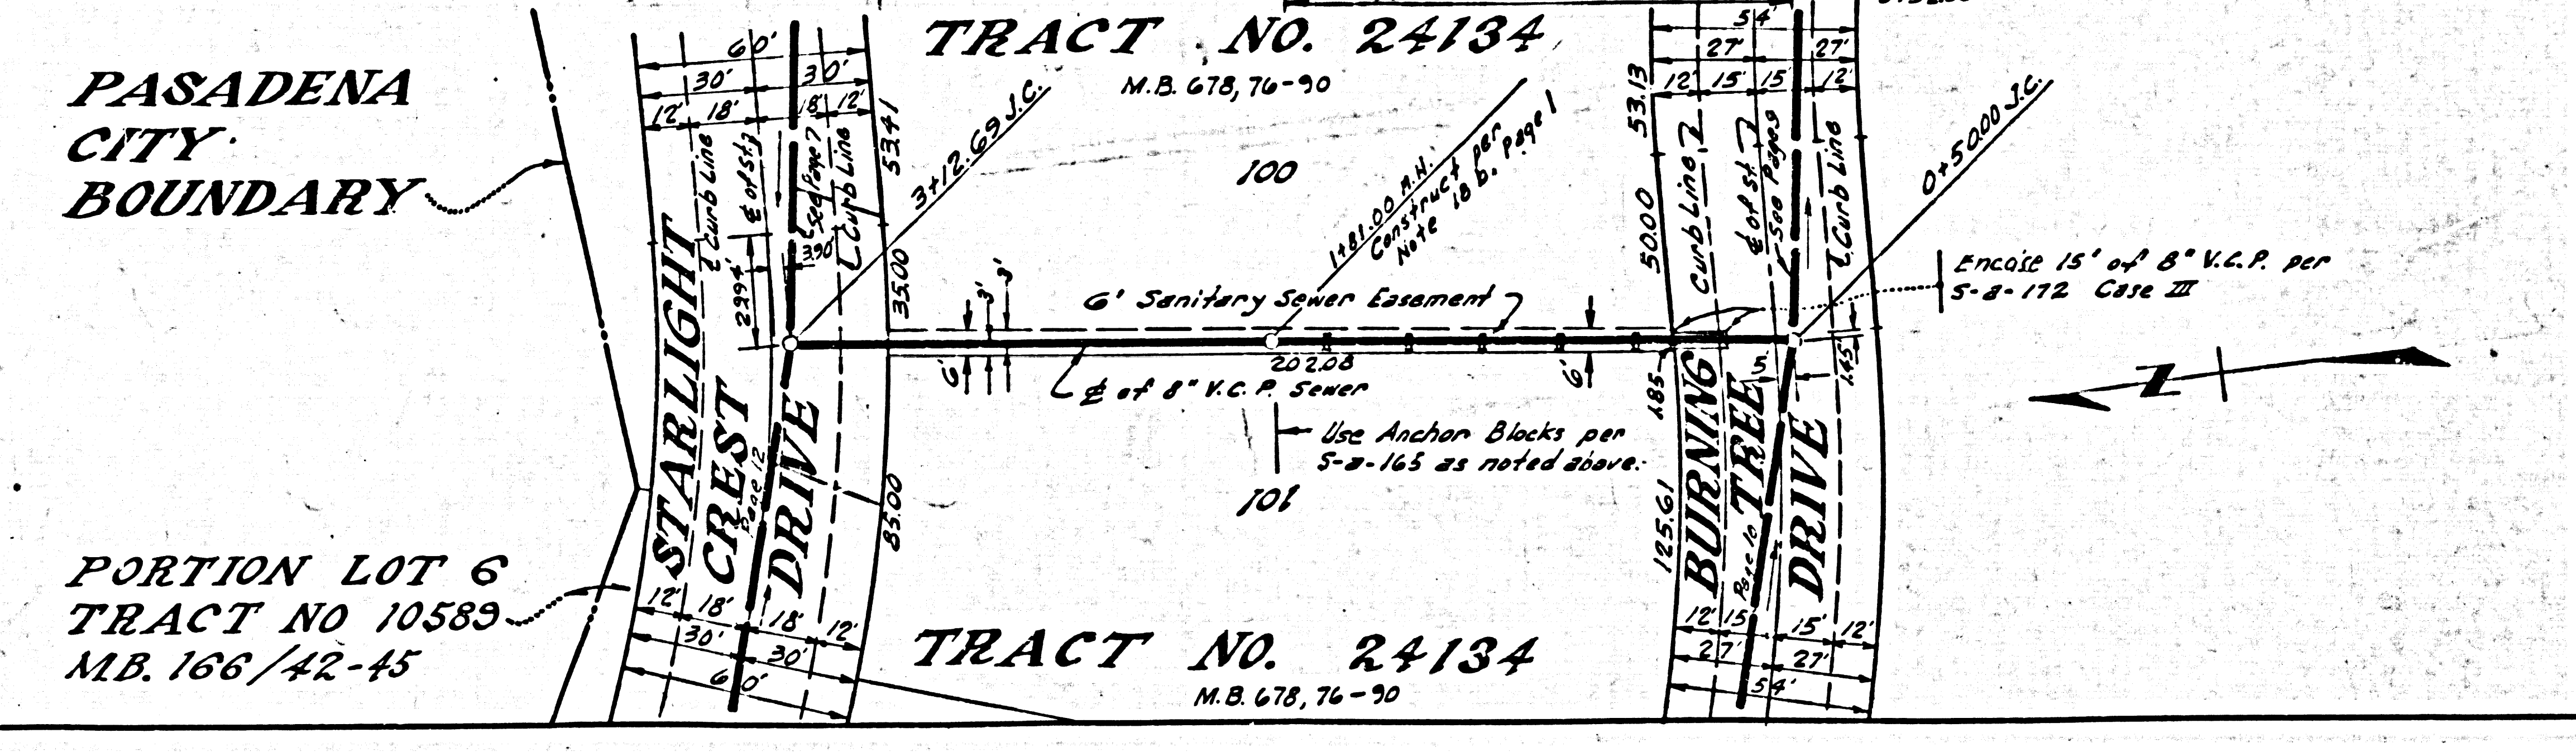 PASADENA
CITY
BOUNDARY
PORTION LOT 6
TRACT NO 10589
M.B. 166/42-45
60'
30' 30'
12' 18' 18' 12'
Curb Line
℄ of St.
See Page 7
Curb Line
53.41
3+12.69 J.C.
3.90
29.94'
35.00
STARLIGHT
CREST
DRIVE
Page 12
85.00
12' 18' 18' 12'
30' 30'
60'
TRACT NO. 24134
M.B. 678, 76-90
100
1+81.00 M.H.
Construct per
Note 18 b. Page 1
6' Sanitary Sewer Easement
3' 3'
6'
6'
202.08
℄ of 8" V.C.P. Sewer
Use Anchor Blocks per
S-a-165 as noted above.
101
TRACT NO. 24134
M.B. 678, 76-90
54'
27' 27'
12' 15' 15' 12'
53.13
50.00
Curb Line
℄ of St
See Page 9
Curb Line
0+50.00 J.C.
Encase 15' of 8" V.C.P. per
S-a-172 Case III
5
1.45'
125.61
BURNING
TREE
DRIVE
Page 10
12' 15' 15' 12'
27' 27'
54'
N